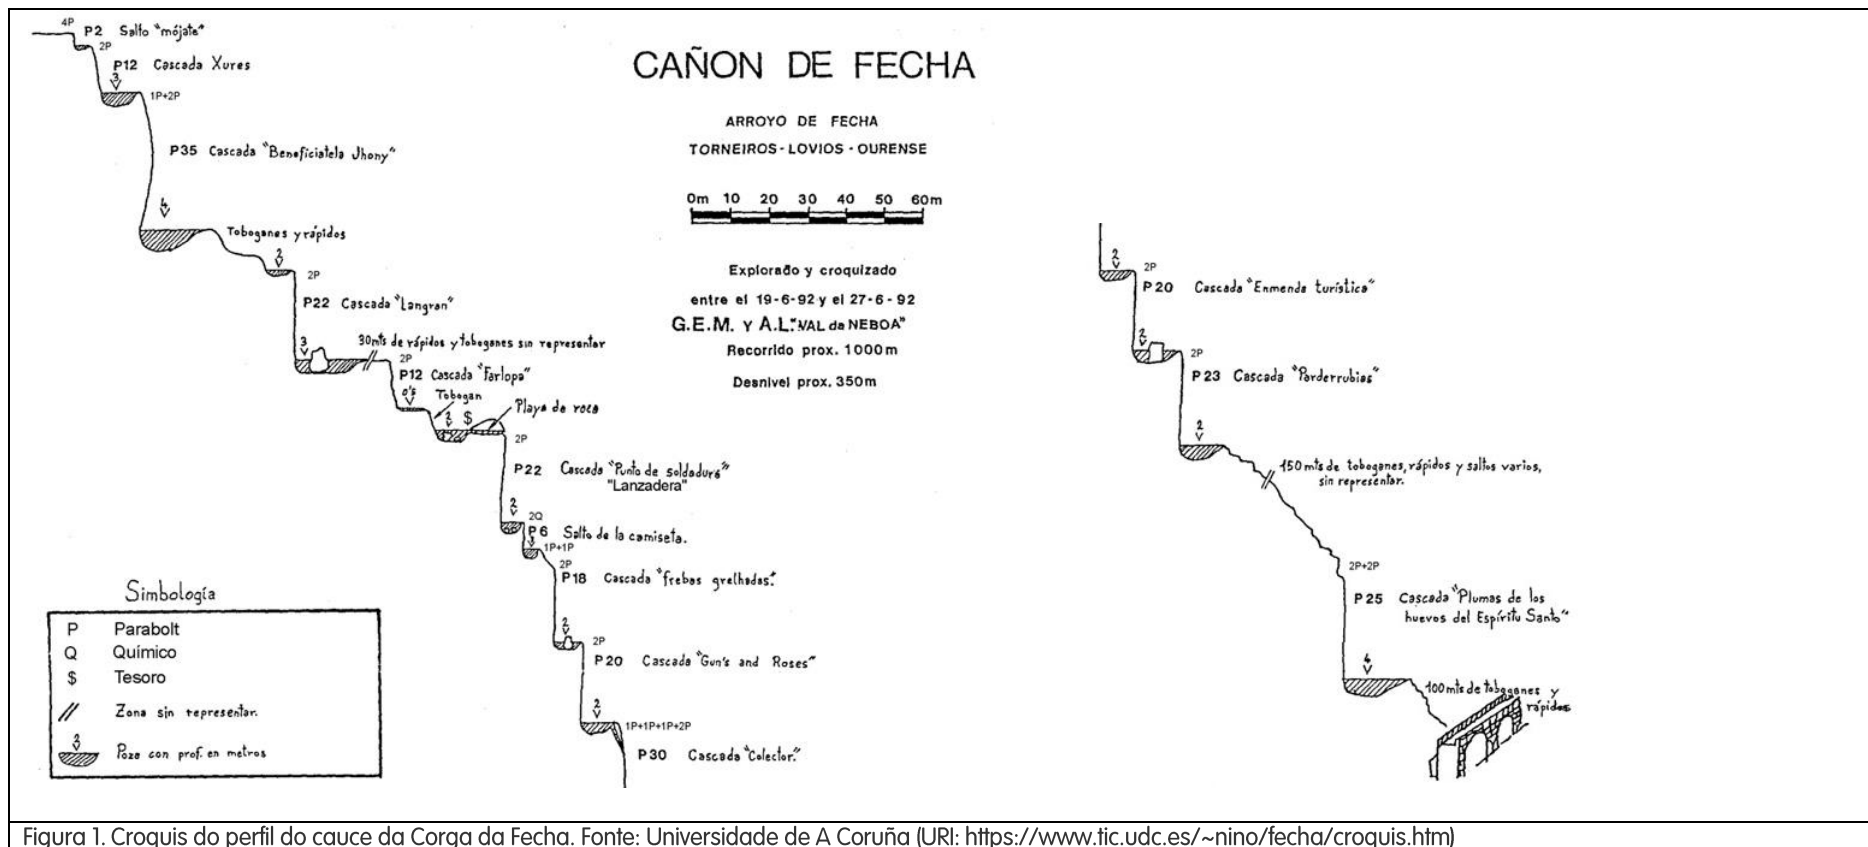 4P
P2 Salto "mójate"
2P
P12 Cascada Xures
3
1P+2P
P35 Cascada "Beneficiatela Jhony"
4
Toboganes y rápidos
2
2P
P22 Cascada "Langran"
3
30mts de rápidos y toboganes sin representar
2P
P12 Cascada "Farlopa"
0'5
Tobogan
2
$
Playa de roca
2P
P22 Cascada "Punto de soldadura"
"Lanzadera"
2
2Q
P6 Salto de la camiseta.
3
1P+1P
2P
P18 Cascada "frebas grelhadas."
2
2P
P20 Cascada "Gun's and Roses"
2
1P+1P+1P+2P
P30 Cascada "Colector."
CAÑON DE FECHA
ARROYO DE FECHA
TORNEIROS - LOVIOS - OURENSE
0m 10 20 30 40 50 60m
Explorado y croquizado
entre el 19-6-92 y el 27-6-92
G.E.M. Y A.L. "VAL da NEBOA"
Recorrido prox. 1000m
Desnivel prox. 350m
2
2P
P20 Cascada "Enmenda turística"
2
2P
P23 Cascada "Parderrubias"
2
150mts de toboganes, rápidos y saltos varios,
sin representar.
2P+2P
P25 Cascada "Plumas de los
huevos del Espíritu Santo"
4
100mts de toboganes y
rápidos
Simbología
P Parabolt
Q Químico
$ Tesoro
// Zona sin representar.
2
Poza con prof. en metros
Figura 1. Croquis do perfil do cauce da Corga da Fecha. Fonte: Universidade de A Coruña (URI: https://www.tic.udc.es/~nino/fecha/croquis.htm)